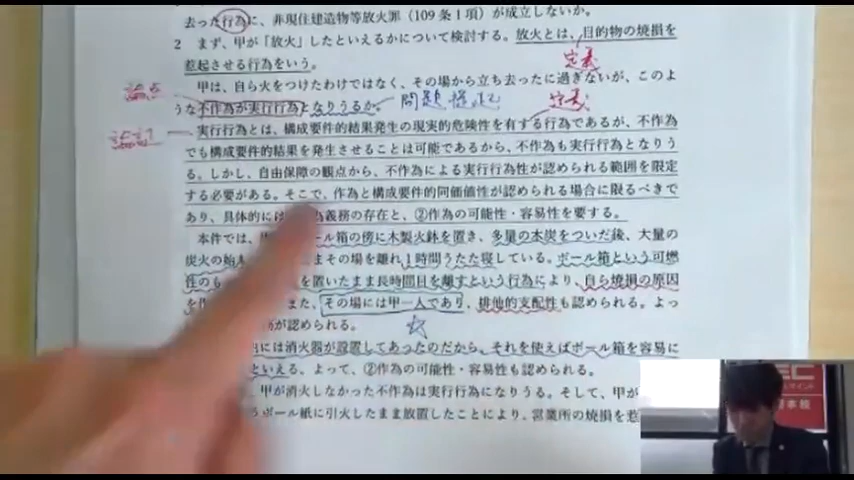 去った行為に、非現住建造物等放火罪（109条1項）が成立しないか。
2 まず、甲が「放火」したといえるかについて検討する。放火とは、目的物の焼損を
惹起させる行為をいう。
定義
甲は、自ら火をつけたわけではなく、その場から立ち去ったに過ぎないが、このよ
論点
うな不作為が実行行為となりうるか。
問題提起
定義
論証
実行行為とは、構成要件的結果発生の現実的危険性を有する行為であるが、不作為
でも構成要件的結果を発生させることは可能であるから、不作為も実行行為となりう
る。しかし、自由保障の観点から、不作為による実行行為性が認められる範囲を限定
する必要がある。そこで、作為と構成要件的同価値性が認められる場合に限るべきで
あり、具体的には 為義務の存在と、②作為の可能性・容易性を要する。
本件では、 ール箱の傍に木製火鉢を置き、多量の木炭をついだ後、大量の
炭火の始末 まその場を離れ1時間うたた寝している。ボール箱という可燃
性のも を置いたまま長時間目を離すという行為により、自ら焼損の原因
を作 また、その場には甲一人であり、排他的支配性も認められる。よっ
が認められる。
には消火器が設置してあったのだから、それを使えばボール箱を容易に
といえる。よって、②作為の可能性・容易性も認められる。
、甲が消火しなかった不作為は実行行為になりうる。そして、甲が
うボール紙に引火したまま放置したことにより、営業所の焼損を惹